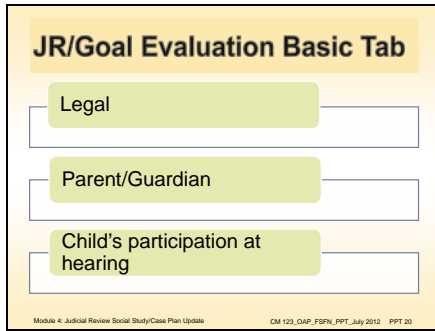 JR/Goal Evaluation Basic Tab
Legal
Parent/Guardian
Child's participation at
hearing
Module 4: Judicial Review Social Study/Case Plan Update CM 123_OAP_FSFN_PPT_July 2012 PPT 20